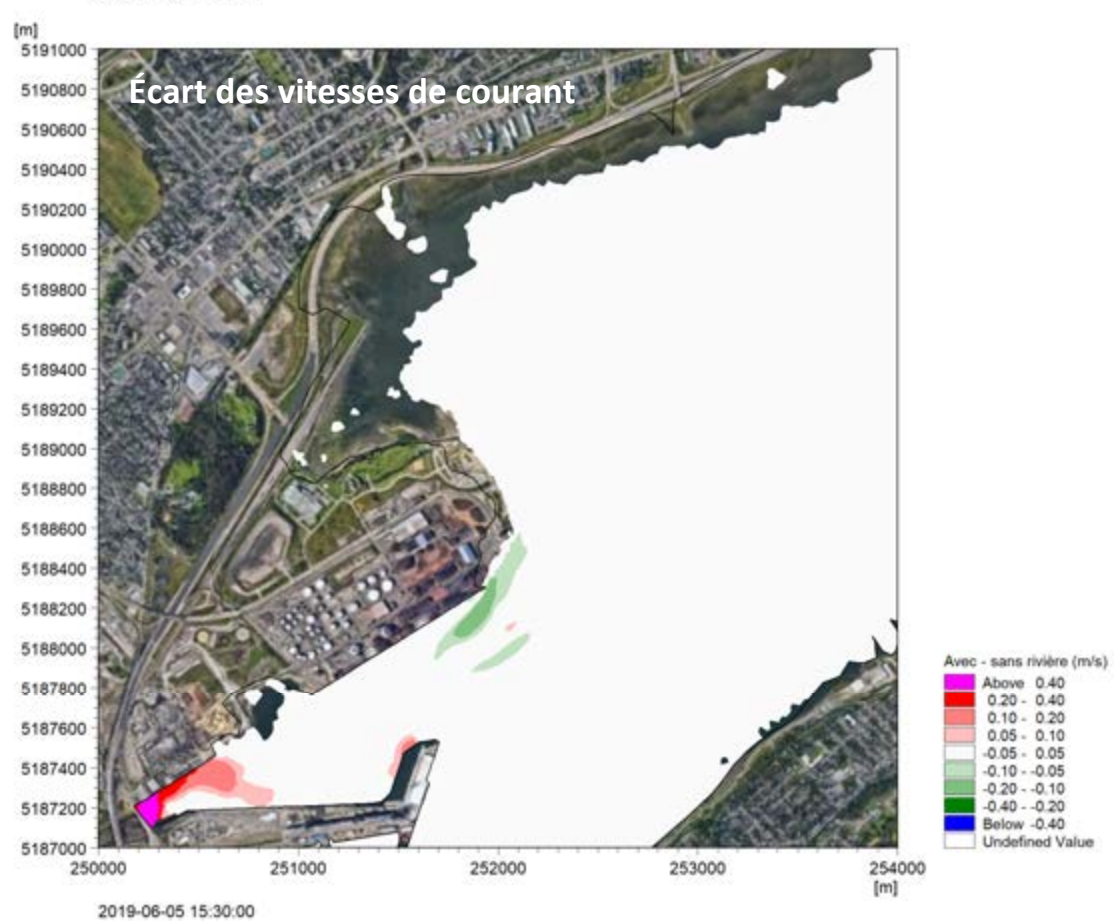 [m]
5191000
Écart des vitesses de courant
5190800
5190600
5190400
5190200
5190000
5189800
5189600
5189400
5189200
5189000
5188800
5188600
5188400
5188200
5188000
5187800
5187600
5187400
5187200
5187000
250000 251000 252000 253000 254000
[m]
Avec - sans rivière (m/s)
Above 0.40
0.20 - 0.40
0.10 - 0.20
0.05 - 0.10
-0.05 - 0.05
-0.10 - -0.05
-0.20 - -0.10
-0.40 - -0.20
Below -0.40
Undefined Value
2019-06-05 15:30:00